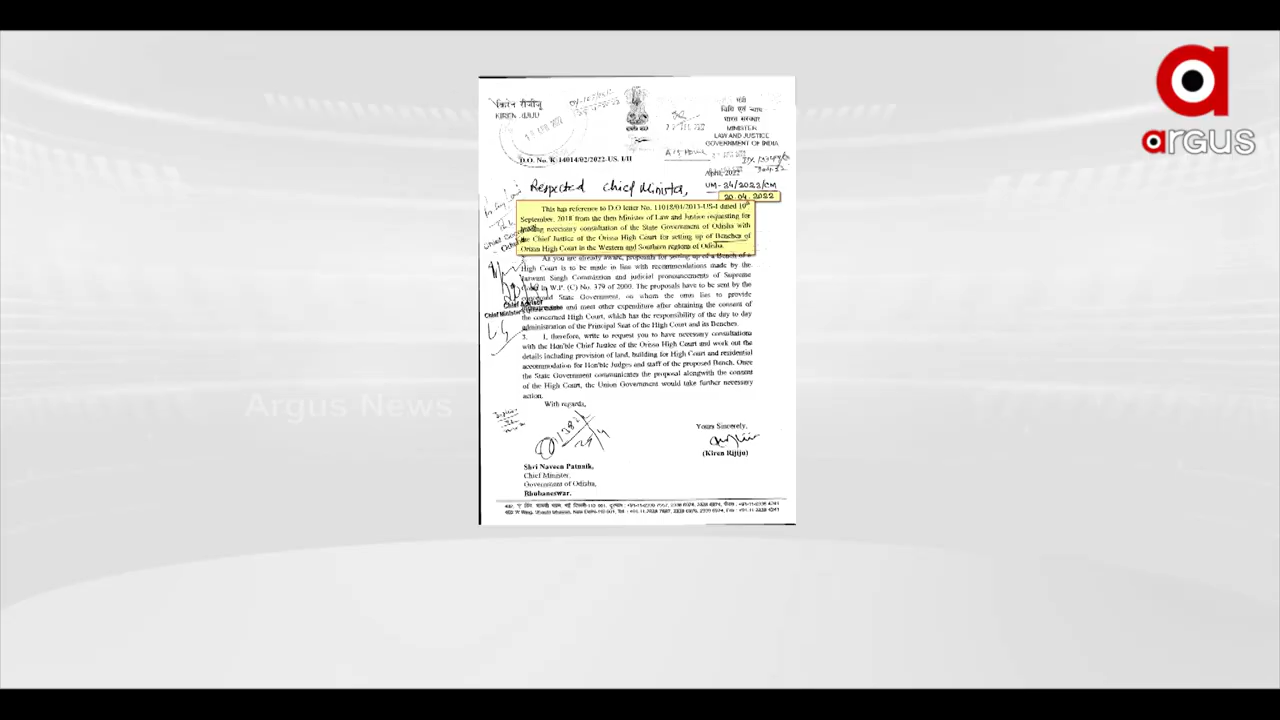 argus
किरेन रीजीजू
KIREN RIJIJU
मंत्री
विधि एवं न्याय
भारत सरकार
MINISTER
LAW AND JUSTICE
GOVERNMENT OF INDIA
D.O. No. K-14014/02/2022-US. I/II
April, 2022
UM-24/2022/CM
20.04.2022
Respected Chief Minister,
This has reference to D.O letter No. 11018/01/2013-US-I dated 10th
September, 2018 from the then Minister of Law and Justice requesting for
necessary consultation of the State Government of Odisha with
the Chief Justice of the Orissa High Court for setting up of Benches of
Orissa High Court in the Western and Southern regions of Odisha.
As you are already aware, proposals for setting up of a Bench of a
High Court is to be made in line with recommendations made by the
Jaswant Singh Commission and judicial pronouncements of Supreme
Court in W.P. (C) No. 379 of 2000. The proposals have to be sent by the
concerned State Government, on whom the onus lies to provide
and meet other expenditure after obtaining the consent of
the concerned High Court, which has the responsibility of the day to day
administration of the Principal Seat of the High Court and its Benches.
3. I, therefore, write to request you to have necessary consultations
with the Hon'ble Chief Justice of the Orissa High Court and work out the
details including provision of land, building for High Court and residential
accommodation for Hon'ble Judges and staff of the proposed Bench. Once
the State Government communicates the proposal alongwith the consent
of the High Court, the Union Government would take further necessary
action.
With regards,
Yours Sincerely,
(Kiren Rijiju)
Shri Naveen Patnaik,
Chief Minister,
Government of Odisha,
Bhubaneswar.
Argus News